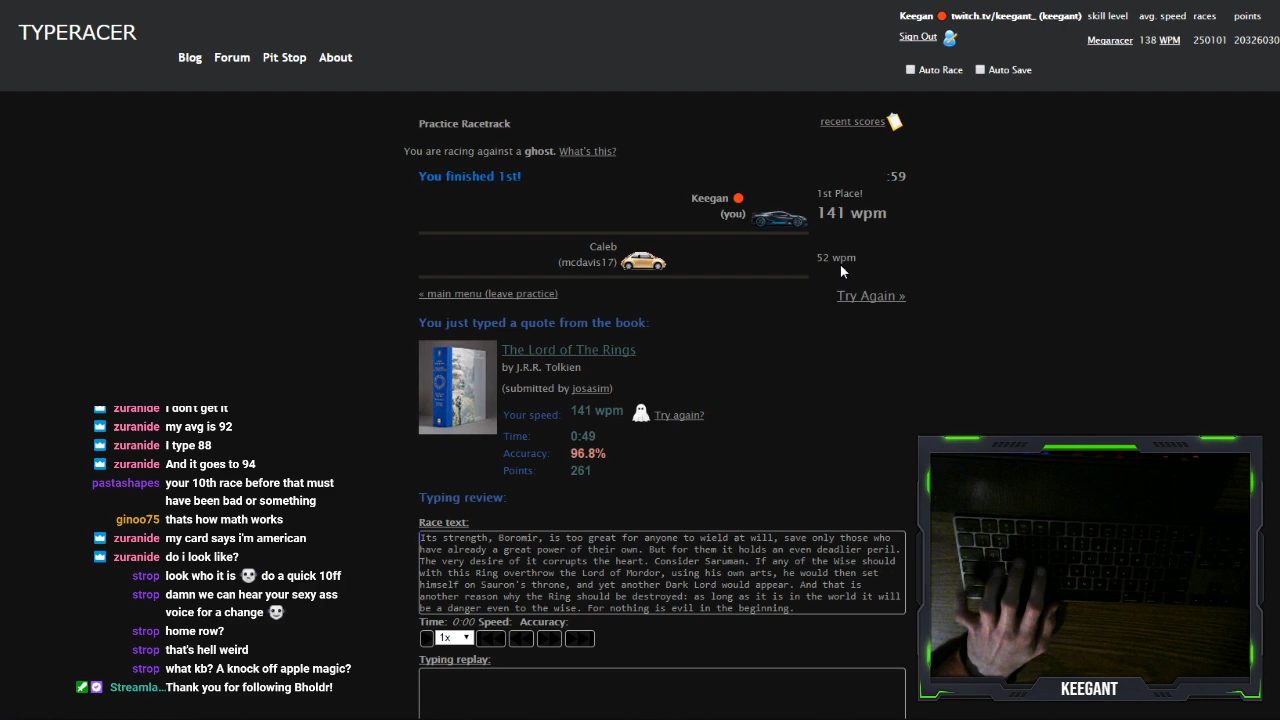 TYPERACER
Blog Forum Pit Stop About
Keegan twitch.tv/keegant_ (keegant) skill level avg. speed races points
Sign Out Megaracer 138 WPM 250101 20326030
Auto Race Auto Save
Practice Racetrack
recent scores
You are racing against a ghost. What's this?
You finished 1st!
:59
Keegan
(you)
1st Place!
141 wpm
Caleb
(mcdavis17)
52 wpm
« main menu (leave practice)
Try Again »
You just typed a quote from the book:
The Lord of The Rings
by J.R.R. Tolkien
(submitted by josasim)
Your speed: 141 wpm Try again?
Time: 0:49
Accuracy: 96.8%
Points: 261
Typing review:
Race text:
Its strength, Boromir, is too great for anyone to wield at will, save only those who
have already a great power of their own. But for them it holds an even deadlier peril.
The very desire of it corrupts the heart. Consider Saruman. If any of the Wise should
with this Ring overthrow the Lord of Mordor, using his own arts, he would then set
himself on Sauron's throne, and yet another Dark Lord would appear. And that is
another reason why the Ring should be destroyed: as long as it is in the world it will
be a danger even to the wise. For nothing is evil in the beginning.
Time: 0:00 Speed: Accuracy:
1x
Typing replay:
zuranide I don't get it
zuranide my avg is 92
zuranide I type 88
zuranide And it goes to 94
pastashapes your 10th race before that must
have been bad or something
ginoo75 thats how math works
zuranide my card says i'm american
zuranide do i look like?
strop look who it is do a quick 10ff
strop damn we can hear your sexy ass
voice for a change
strop home row?
strop that's hell weird
strop what kb? A knock off apple magic?
Streamla... Thank you for following Bholdr!
KEEGANT